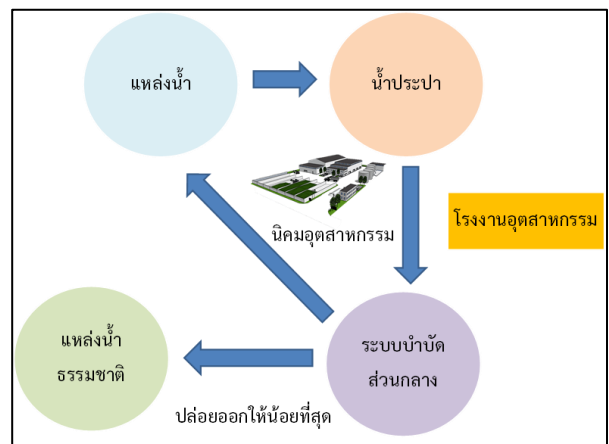 แหล่งน้ำ
น้ำประปา
โรงงานอุตสาหกรรม
นิคมอุตสาหกรรม
แหล่งน้ำ
ธรรมชาติ
ระบบบำบัด
ส่วนกลาง
ปล่อยออกให้น้อยที่สุด